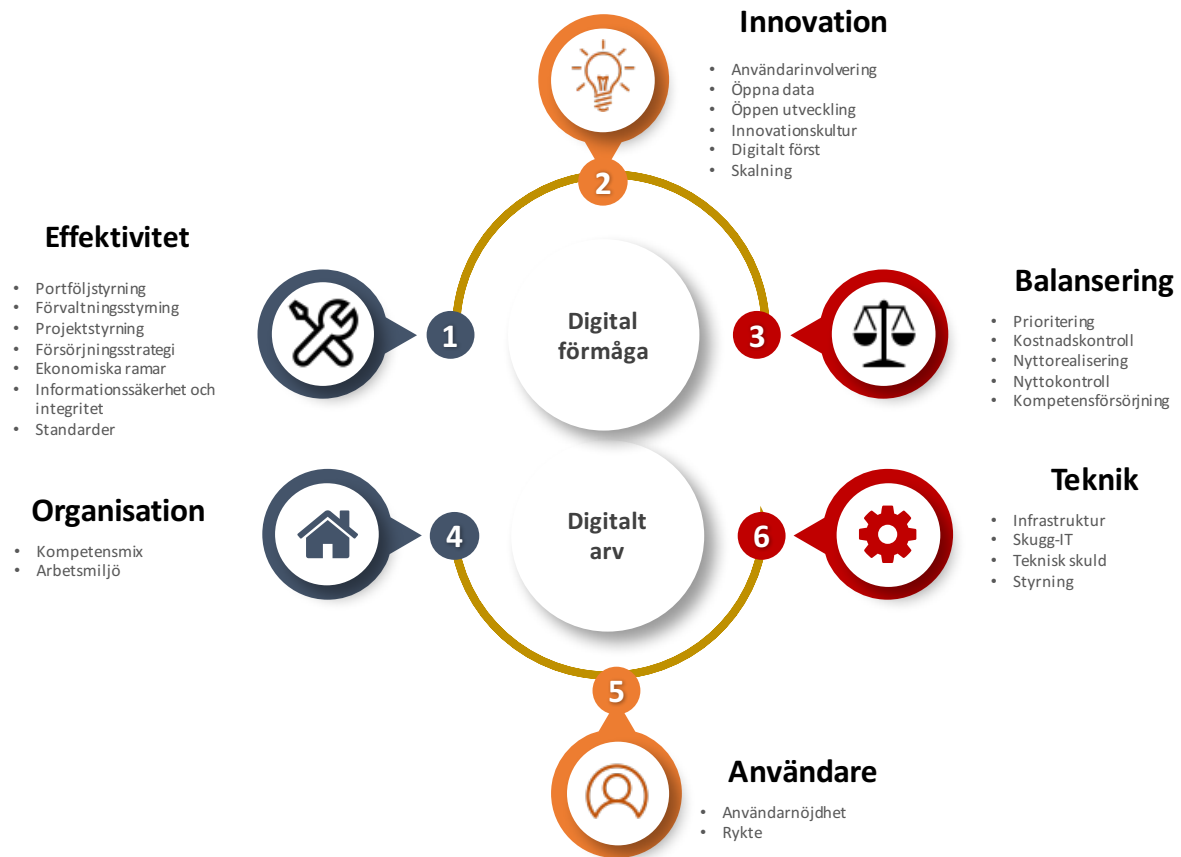 Innovation
• Användarinvolvering
• Öppna data
• Öppen utveckling
• Innovationskultur
• Digitalt först
• Skalning
2
Effektivitet
• Portföljstyrning
• Förvaltningsstyrning
• Projektstyrning
• Försörjningsstrategi
• Ekonomiska ramar
• Informationssäkerhet och
integritet
• Standarder
1
Digital
förmåga
3
Balansering
• Prioritering
• Kostnadskontroll
• Nyttorealisering
• Nyttokontroll
• Kompetensförsörjning
Organisation
• Kompetensmix
• Arbetsmiljö
4
Digitalt
arv
6
Teknik
• Infrastruktur
• Skugg-IT
• Teknisk skuld
• Styrning
5
Användare
• Användarnöjdhet
• Rykte